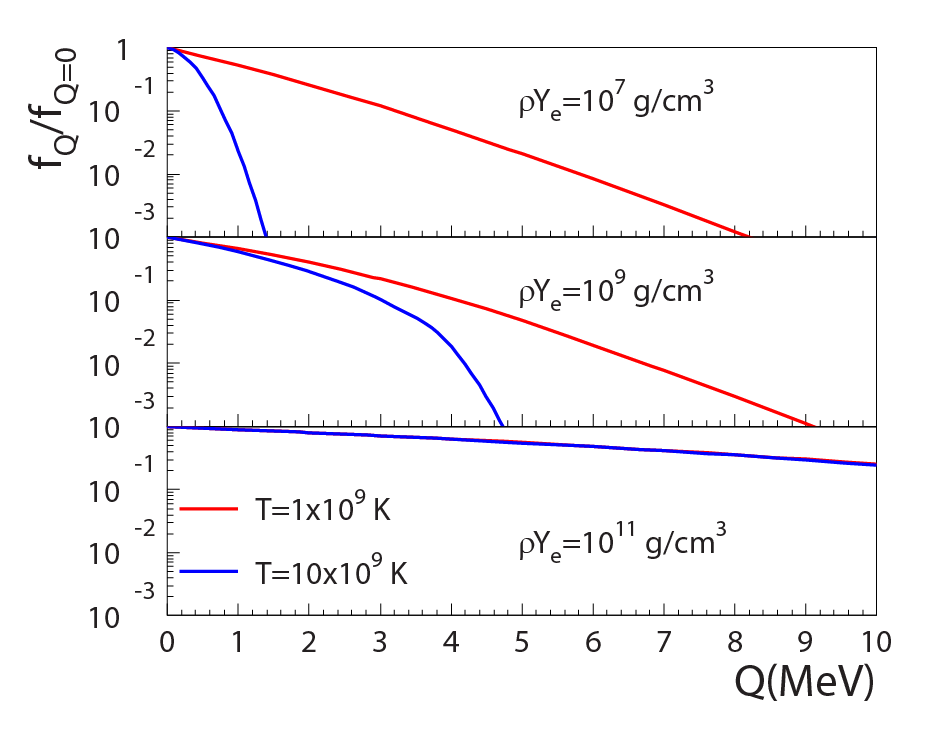 f_Q/f_Q=0
1
10^-1
10^-2
10^-3
ρY_e=10^7 g/cm^3
10^-1
10^-2
10^-3
ρY_e=10^9 g/cm^3
10^-1
10^-2
10^-3
T=1x10^9 K
T=10x10^9 K
ρY_e=10^11 g/cm^3
0 1 2 3 4 5 6 7 8 9 10
Q(MeV)